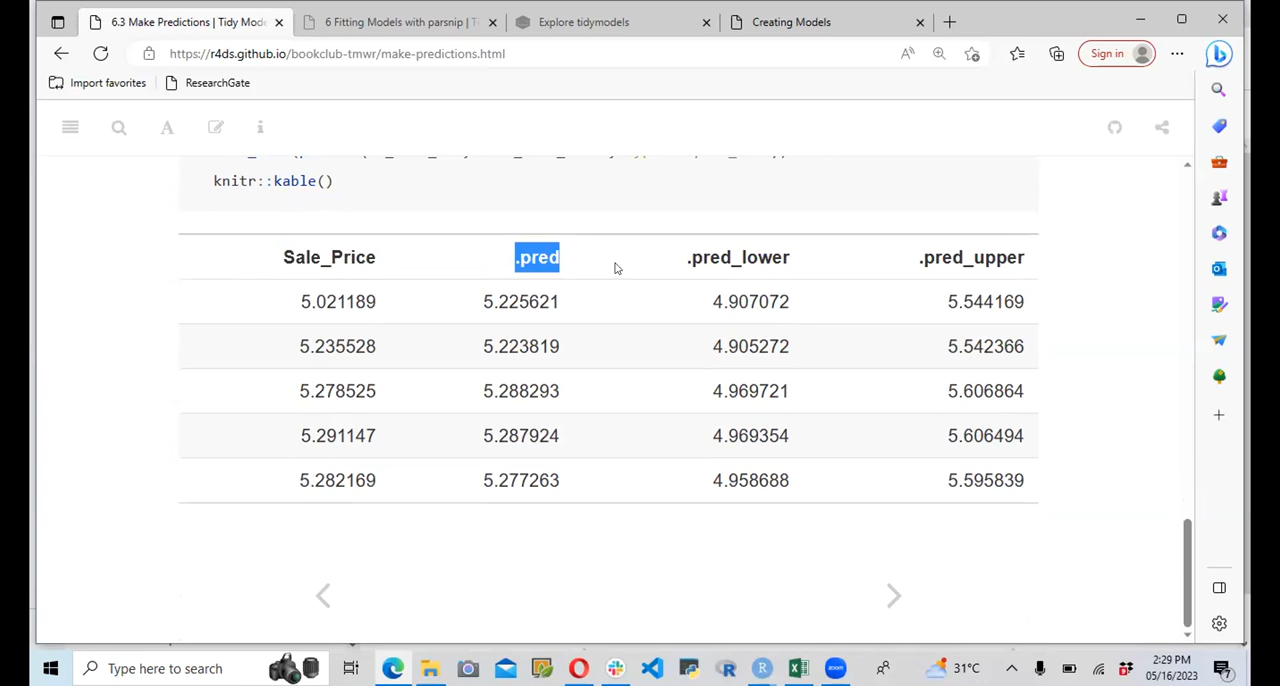 6.3 Make Predictions | Tidy Mode
6 Fitting Models with parsnip | T
Explore tidymodels
Creating Models
https://r4ds.github.io/bookclub-tmwr/make-predictions.html
Sign in
Import favorites
ResearchGate
knitr::kable()
Sale_Price .pred .pred_lower .pred_upper
5.021189 5.225621 4.907072 5.544169
5.235528 5.223819 4.905272 5.542366
5.278525 5.288293 4.969721 5.606864
5.291147 5.287924 4.969354 5.606494
5.282169 5.277263 4.958688 5.595839
Type here to search
31°C
2:29 PM
05/16/2023